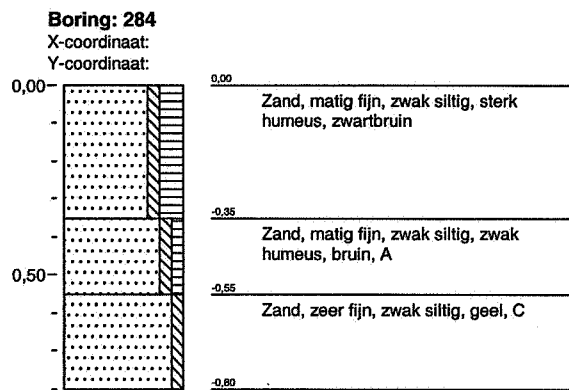 Boring: 284
X-coordinaat:
Y-coordinaat:
0,00
0,00
Zand, matig fijn, zwak siltig, sterk
humeus, zwartbruin
-0,35
Zand, matig fijn, zwak siltig, zwak
humeus, bruin, A
0,50
-0,55
Zand, zeer fijn, zwak siltig, geel, C
-0,80